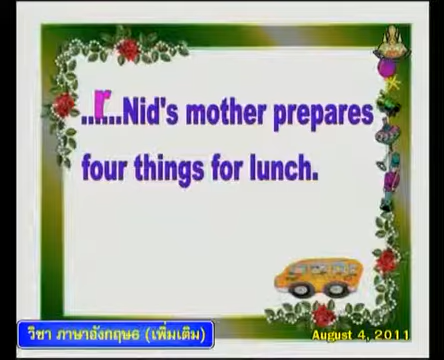 ...r...Nid's mother prepares
four things for lunch.
วิชา ภาษาอังกฤษ6 (เพิ่มเติม)
August 4, 2011